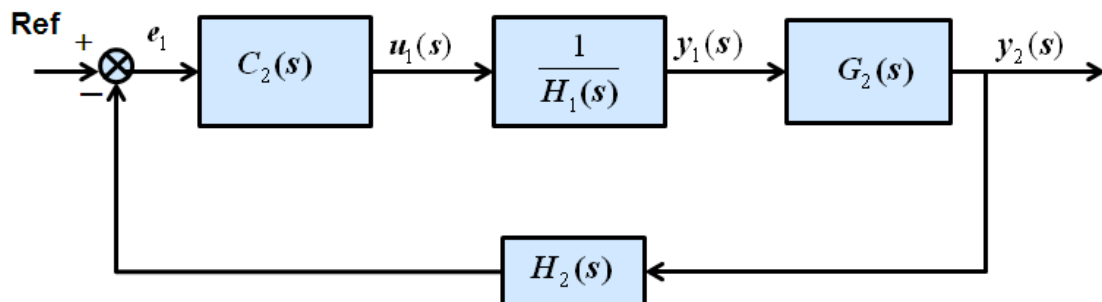 Ref
+
e₁
C₂(s)
u₁(s)
1
H₁(s)
y₁(s)
G₂(s)
y₂(s)
−
H₂(s)